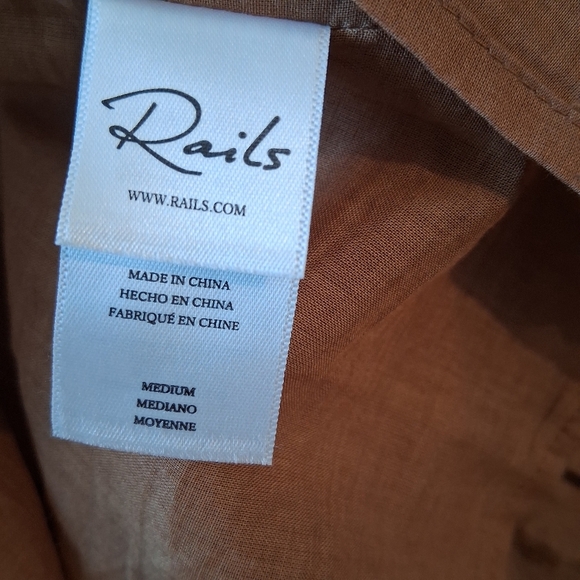 Rails
WWW.RAILS.COM
MADE IN CHINA
HECHO EN CHINA
FABRIQUÉ EN CHINE
MEDIUM
MEDIANO
MOYENNE